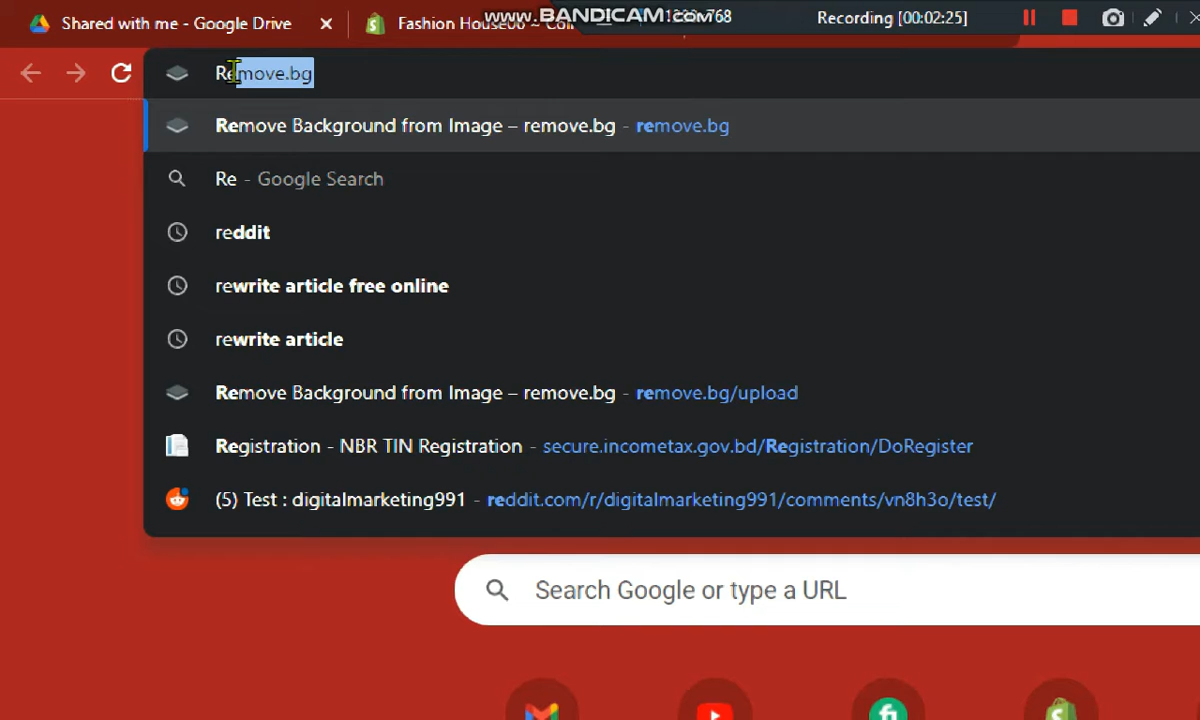 Shared with me - Google Drive
Fashion House
www.BANDICAM.com
Recording [00:02:25]
Remove.bg
Remove Background from Image – remove.bg - remove.bg
Re - Google Search
reddit
rewrite article free online
rewrite article
Remove Background from Image – remove.bg - remove.bg/upload
Registration - NBR TIN Registration - secure.incometax.gov.bd/Registration/DoRegister
(5) Test : digitalmarketing991 - reddit.com/r/digitalmarketing991/comments/vn8h3o/test/
Search Google or type a URL